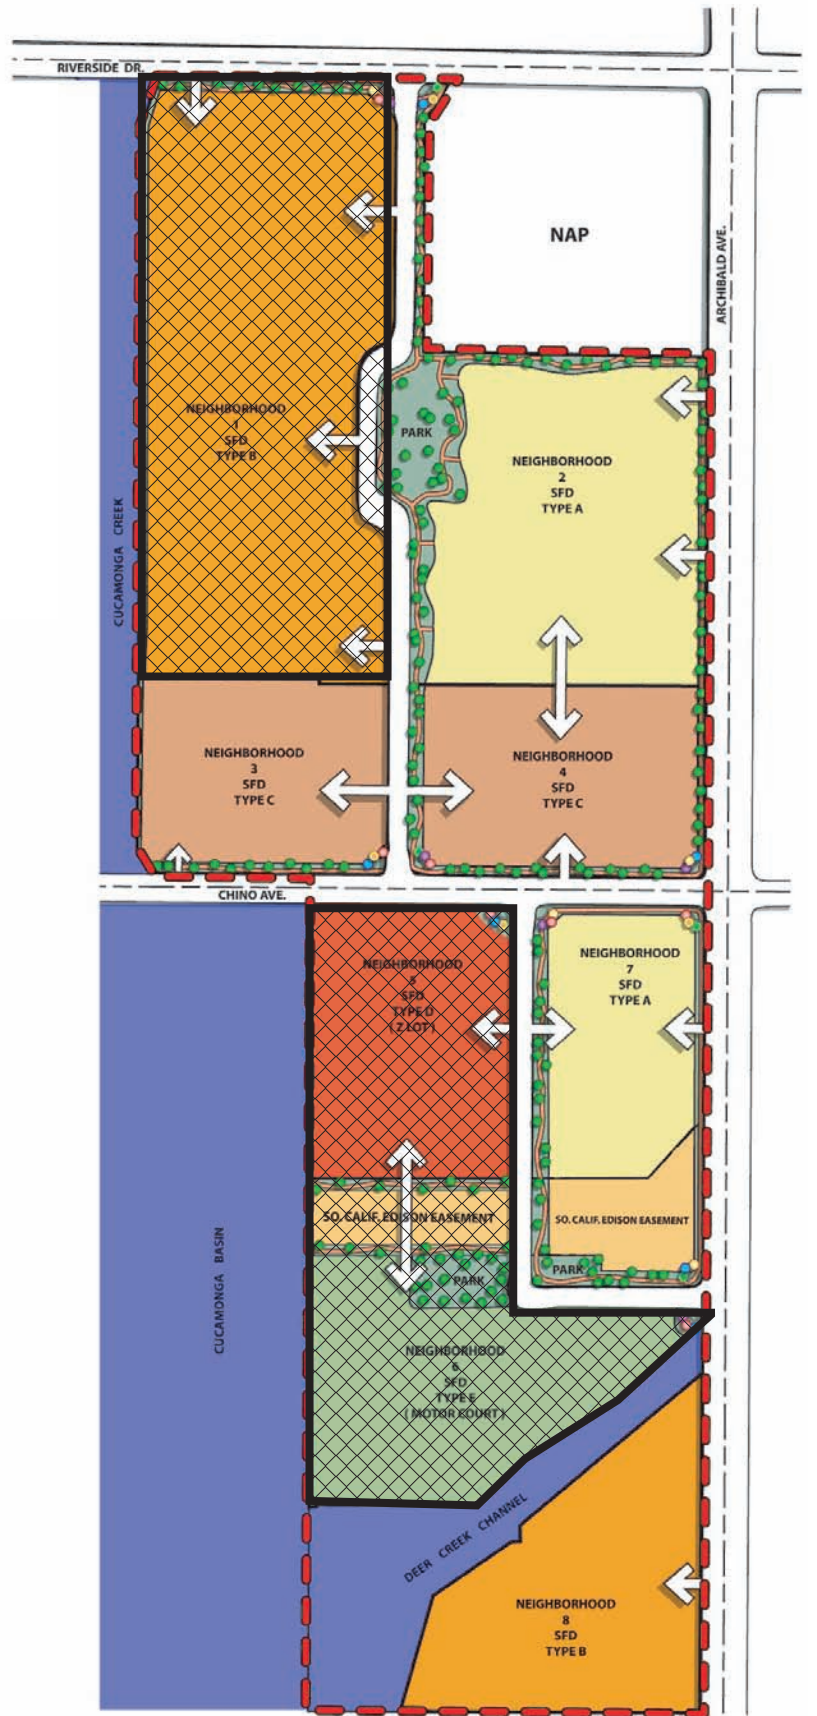 RIVERSIDE DR.
NAP
ARCHIBALD AVE.
NEIGHBORHOOD
1
SFD
TYPE B
PARK
NEIGHBORHOOD
2
SFD
TYPE A
CUCAMONGA CREEK
NEIGHBORHOOD
3
SFD
TYPE C
NEIGHBORHOOD
4
SFD
TYPE C
CHINO AVE.
NEIGHBORHOOD
5
SFD
TYPE D
( Z LOT )
NEIGHBORHOOD
7
SFD
TYPE A
SO. CALIF. EDISON EASEMENT
SO. CALIF. EDISON EASEMENT
PARK
PARK
CUCAMONGA BASIN
NEIGHBORHOOD
6
SFD
TYPE E
( MOTOR COURT )
DEER CREEK CHANNEL
NEIGHBORHOOD
8
SFD
TYPE B